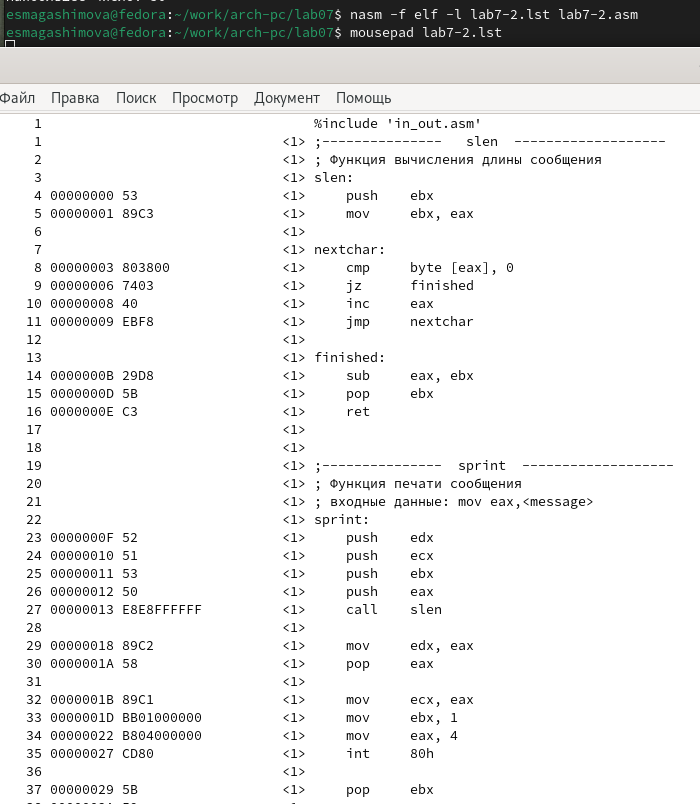 esmagashimova@fedora:~/work/arch-pc/lab07$ nasm -f elf -l lab7-2.lst lab7-2.asm
esmagashimova@fedora:~/work/arch-pc/lab07$ mousepad lab7-2.lst
Файл Правка Поиск Просмотр Документ Помощь
1 %include 'in_out.asm'
1 <1> ;--------------- slen -------------------
2 <1> ; Функция вычисления длины сообщения
3 <1> slen:
4 00000000 53 <1> push ebx
5 00000001 89C3 <1> mov ebx, eax
6 <1>
7 <1> nextchar:
8 00000003 803800 <1> cmp byte [eax], 0
9 00000006 7403 <1> jz finished
10 00000008 40 <1> inc eax
11 00000009 EBF8 <1> jmp nextchar
12 <1>
13 <1> finished:
14 0000000B 29D8 <1> sub eax, ebx
15 0000000D 5B <1> pop ebx
16 0000000E C3 <1> ret
17 <1>
18 <1>
19 <1> ;--------------- sprint -------------------
20 <1> ; Функция печати сообщения
21 <1> ; входные данные: mov eax,<message>
22 <1> sprint:
23 0000000F 52 <1> push edx
24 00000010 51 <1> push ecx
25 00000011 53 <1> push ebx
26 00000012 50 <1> push eax
27 00000013 E8E8FFFFFF <1> call slen
28 <1>
29 00000018 89C2 <1> mov edx, eax
30 0000001A 58 <1> pop eax
31 <1>
32 0000001B 89C1 <1> mov ecx, eax
33 0000001D BB01000000 <1> mov ebx, 1
34 00000022 B804000000 <1> mov eax, 4
35 00000027 CD80 <1> int 80h
36 <1>
37 00000029 5B <1> pop ebx